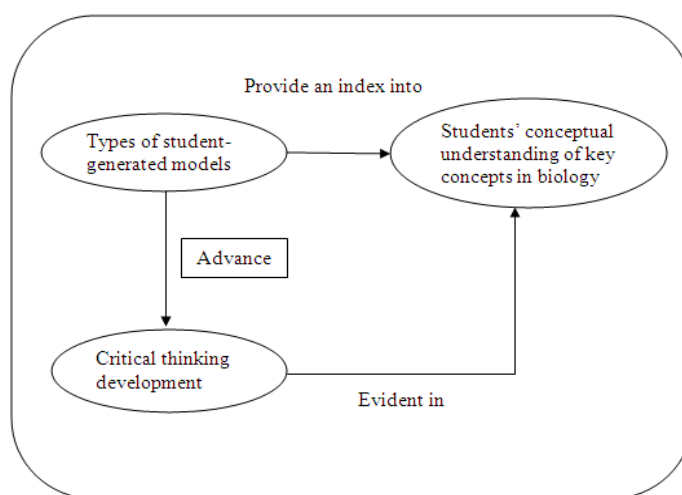 Provide an index into
Types of student-
generated models
Students’ conceptual
understanding of key
concepts in biology
Advance
Critical thinking
development
Evident in